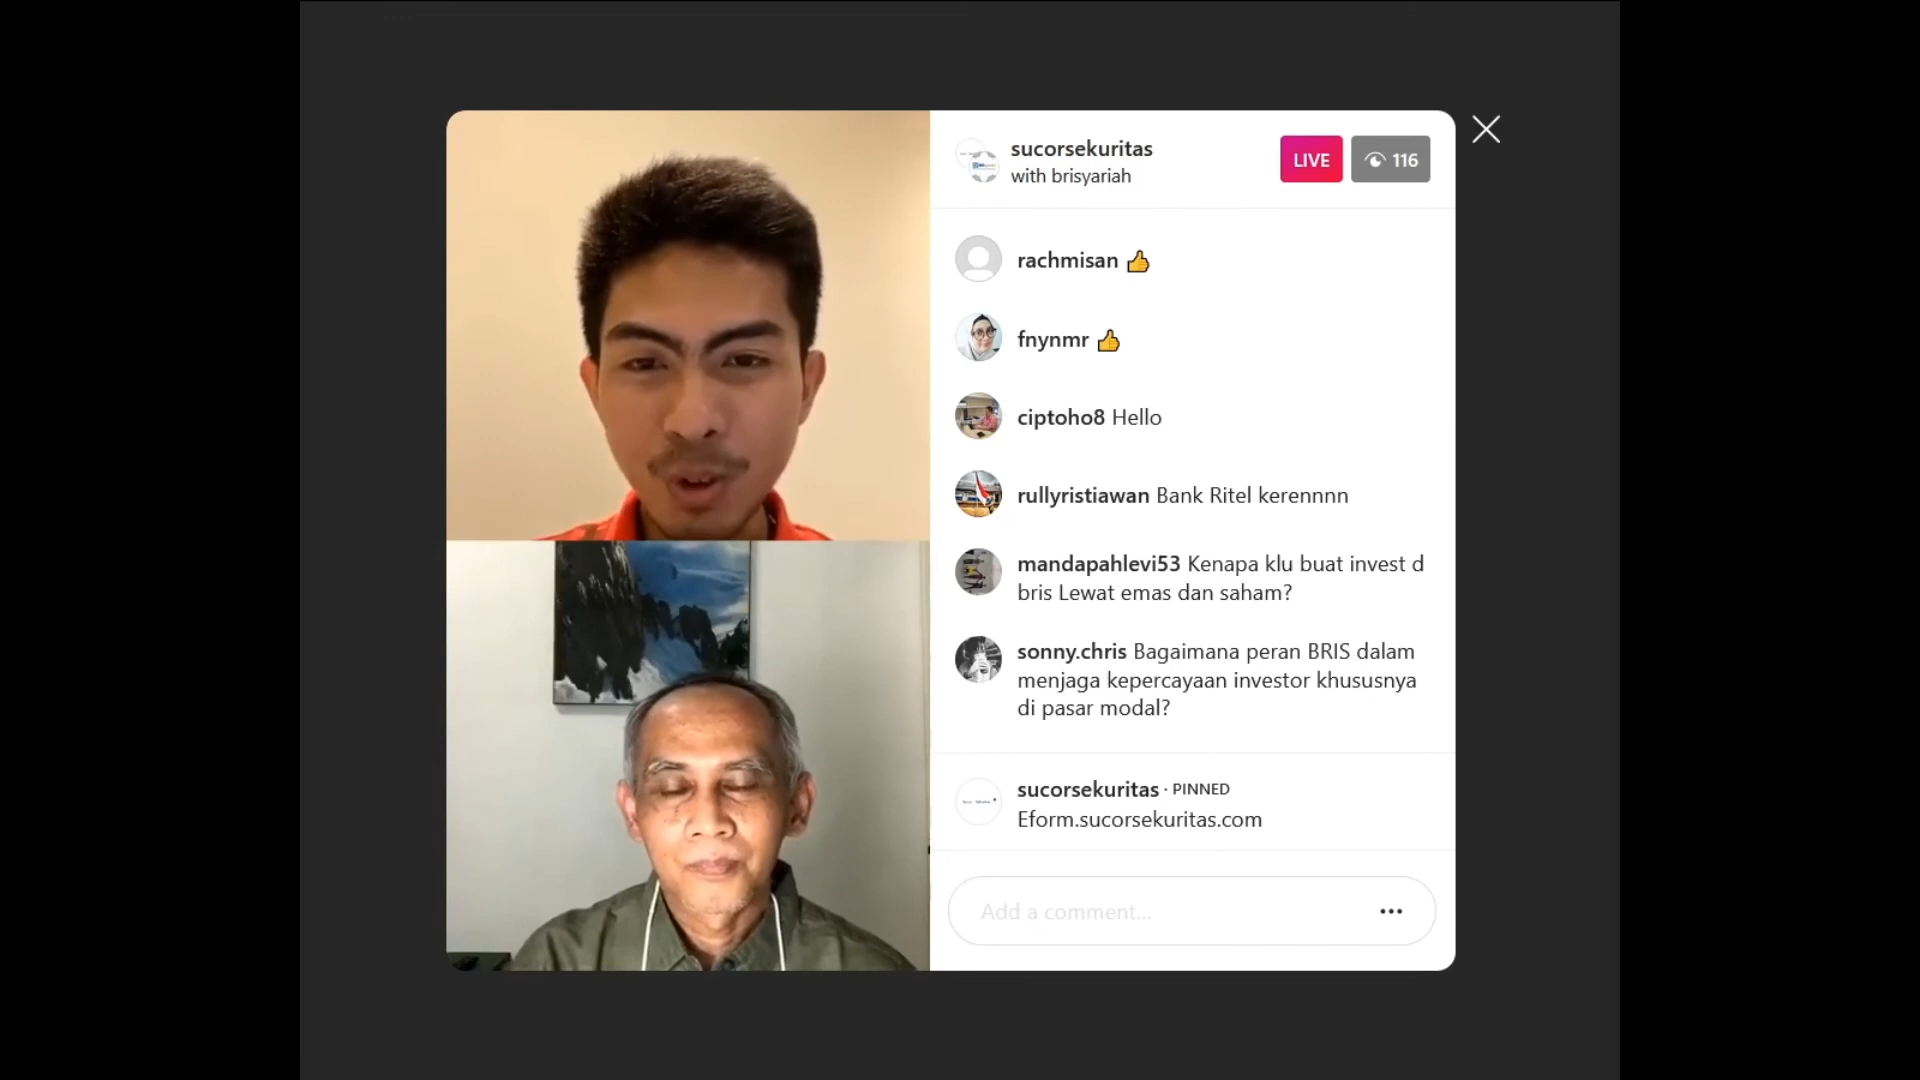 sucorsekuritas
with brisyariah
LIVE
116
rachmisan 👍
fnynmr 👍
ciptoho8 Hello
rullyristiawan Bank Ritel kerennnn
mandapahlevi53 Kenapa klu buat invest d
bris Lewat emas dan saham?
sonny.chris Bagaimana peran BRIS dalam
menjaga kepercayaan investor khususnya
di pasar modal?
sucorsekuritas · PINNED
Eform.sucorsekuritas.com
Add a comment...